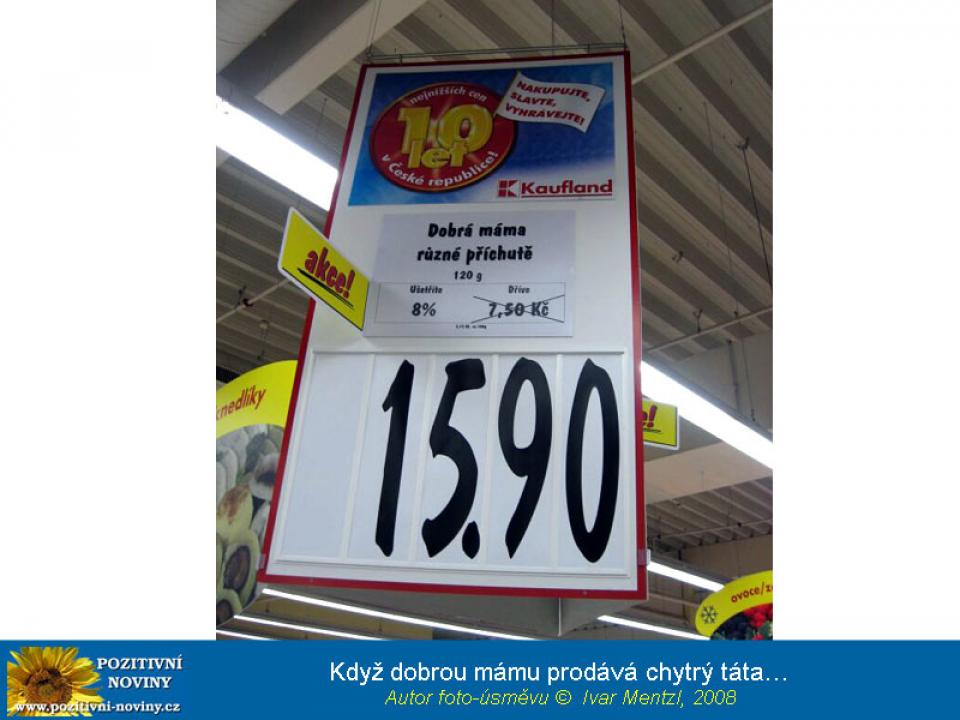 nejnižších cen
10
let
v České republice!
NAKUPUJTE,
SLAVTE,
VYHRÁVEJTE!
Kaufland
Dobrá máma
různé příchutě
120 g
Ušetříte Dříve
8% 7,50 Kč
akce!
15.90
knedlíky
e!
ovoce/ze
POZITIVNÍ
NOVINY
www.pozitivni-noviny.cz
Když dobrou mámu prodává chytrý táta...
Autor foto-úsměvu © Ivar Mentzl, 2008